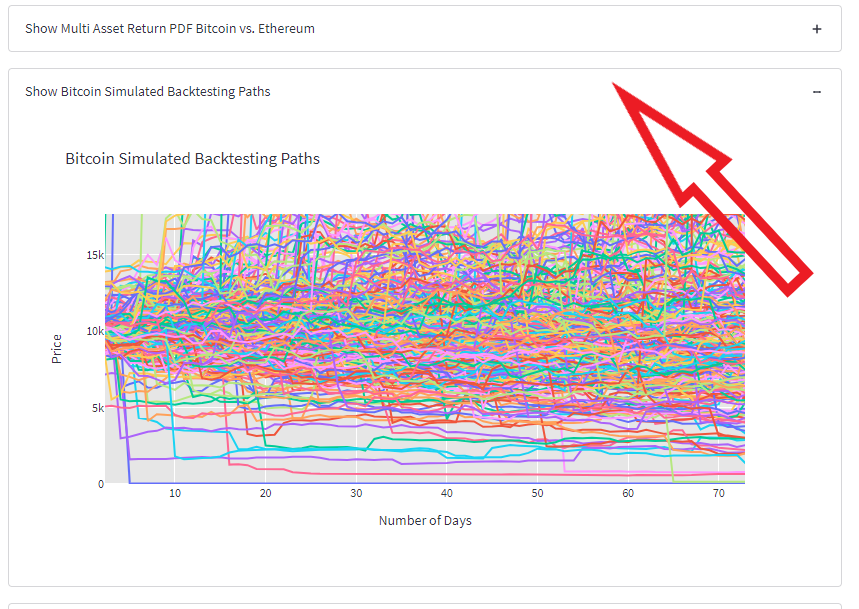 Show Multi Asset Return PDF Bitcoin vs. Ethereum +
Show Bitcoin Simulated Backtesting Paths −
Bitcoin Simulated Backtesting Paths
15k
10k
5k
0
Price
10 20 30 40 50 60 70
Number of Days